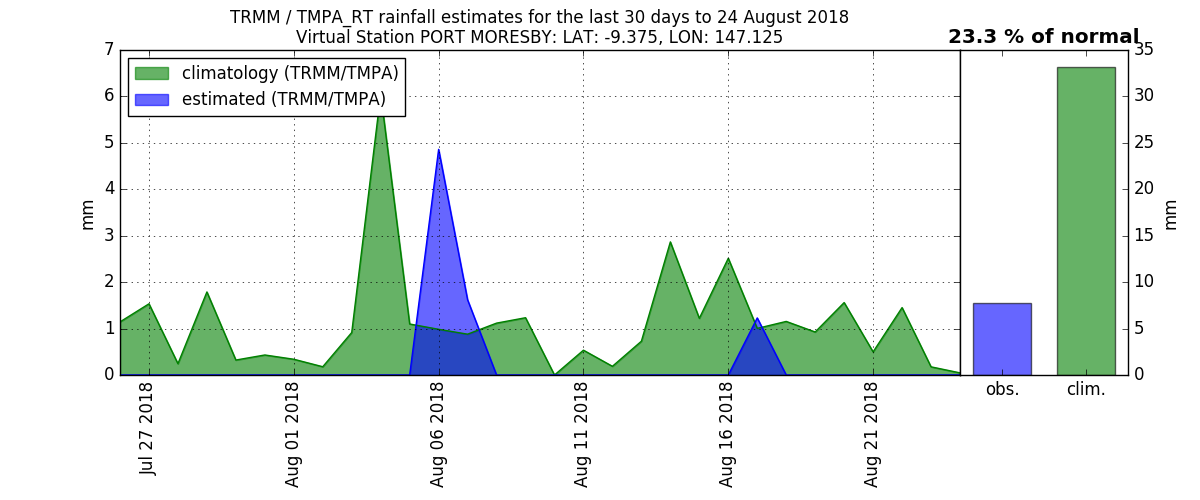 TRMM / TMPA_RT rainfall estimates for the last 30 days to 24 August 2018
Virtual Station PORT MORESBY: LAT: -9.375, LON: 147.125
23.3 % of normal
climatology (TRMM/TMPA)
estimated (TRMM/TMPA)
7
6
5
4
3
2
1
0
mm
Jul 27 2018
Aug 01 2018
Aug 06 2018
Aug 11 2018
Aug 16 2018
Aug 21 2018
obs.
clim.
35
30
25
20
15
10
5
0
mm